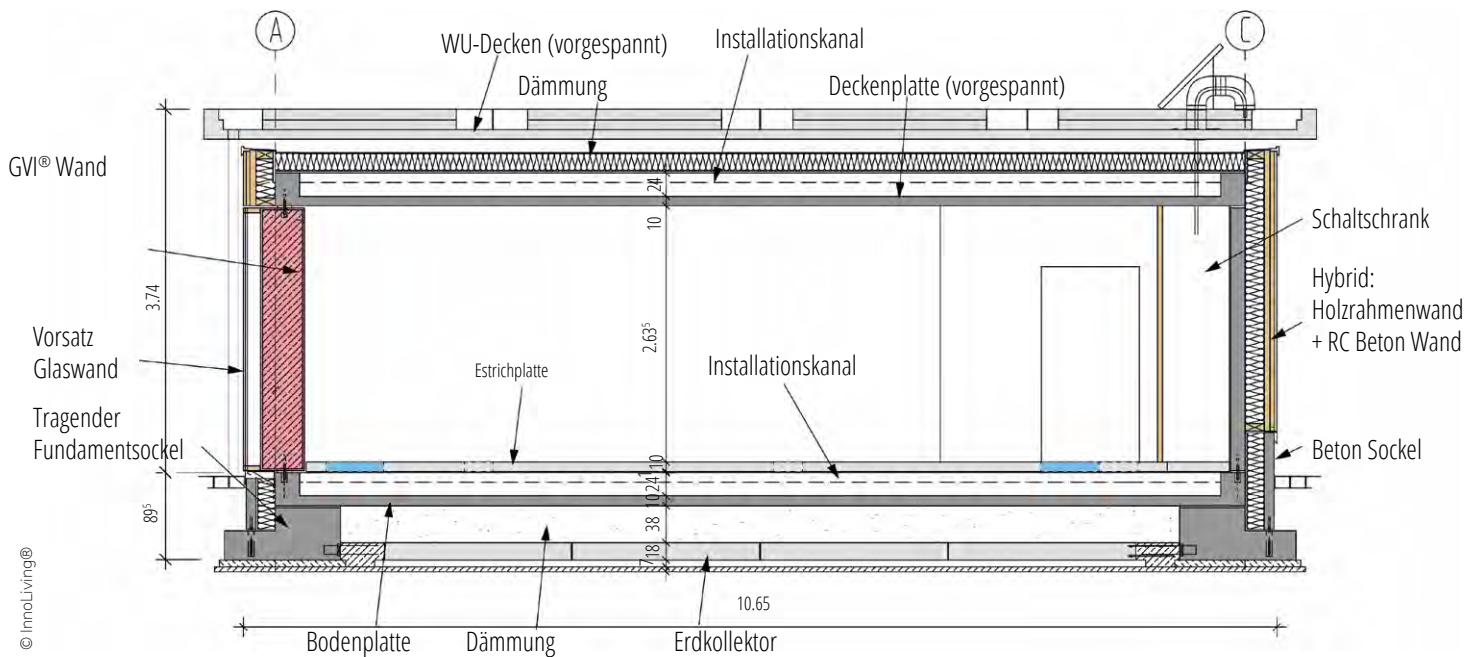 A
C
WU-Decken (vorgespannt)
Installationskanal
Dämmung
Deckenplatte (vorgespannt)
GVI® Wand
24
10
Schaltschrank
3.74
2.63⁵
Hybrid:
Holzrahmenwand
+ RC Beton Wand
Vorsatz
Glaswand
Estrichplatte
Installationskanal
Tragender
Fundamentsockel
Beton Sockel
10
1
24
10
89⁵
38
18
7
10.65
Bodenplatte
Dämmung
Erdkollektor
© InnoLiving®